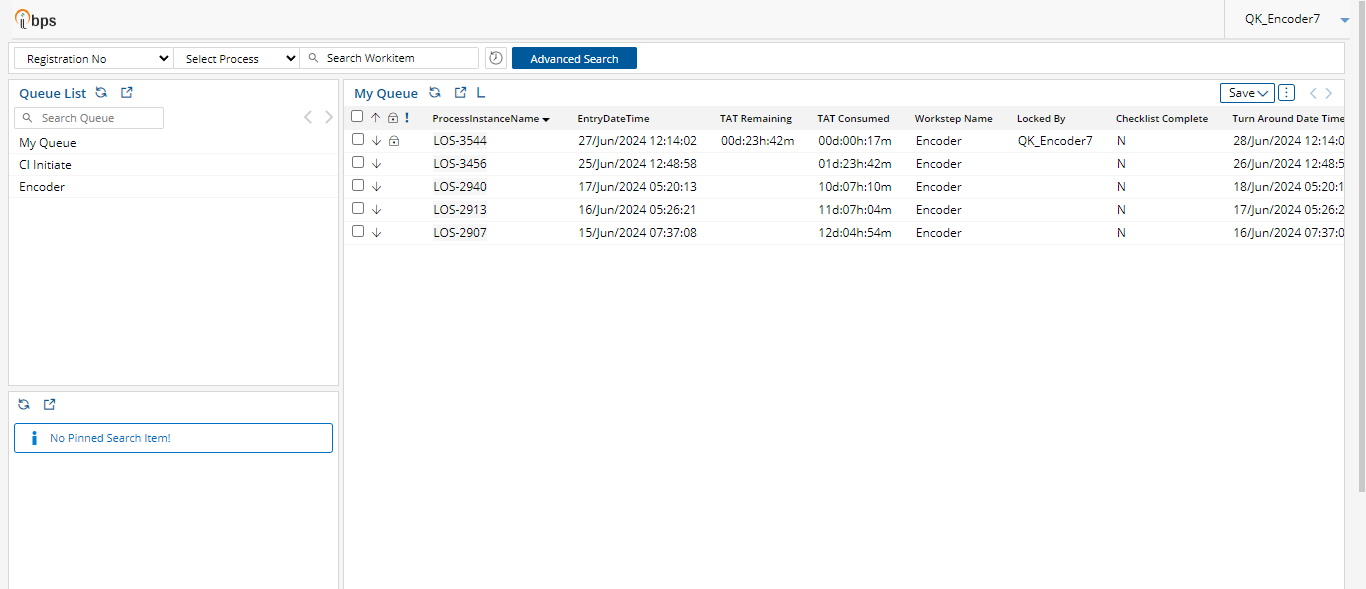 ibps
QK_Encoder7
Registration No Select Process Search Workitem Advanced Search
Queue List
Search Queue
My Queue
CI Initiate
Encoder
No Pinned Search Item!
My Queue L Save
! ProcessInstanceName EntryDateTime TAT Remaining TAT Consumed Workstep Name Locked By Checklist Complete Turn Around Date Time
LOS-3544 27/Jun/2024 12:14:02 00d:23h:42m 00d:00h:17m Encoder QK_Encoder7 N 28/Jun/2024 12:14:0
LOS-3456 25/Jun/2024 12:48:58 01d:23h:42m Encoder N 26/Jun/2024 12:48:5
LOS-2940 17/Jun/2024 05:20:13 10d:07h:10m Encoder N 18/Jun/2024 05:20:1
LOS-2913 16/Jun/2024 05:26:21 11d:07h:04m Encoder N 17/Jun/2024 05:26:2
LOS-2907 15/Jun/2024 07:37:08 12d:04h:54m Encoder N 16/Jun/2024 07:37:0